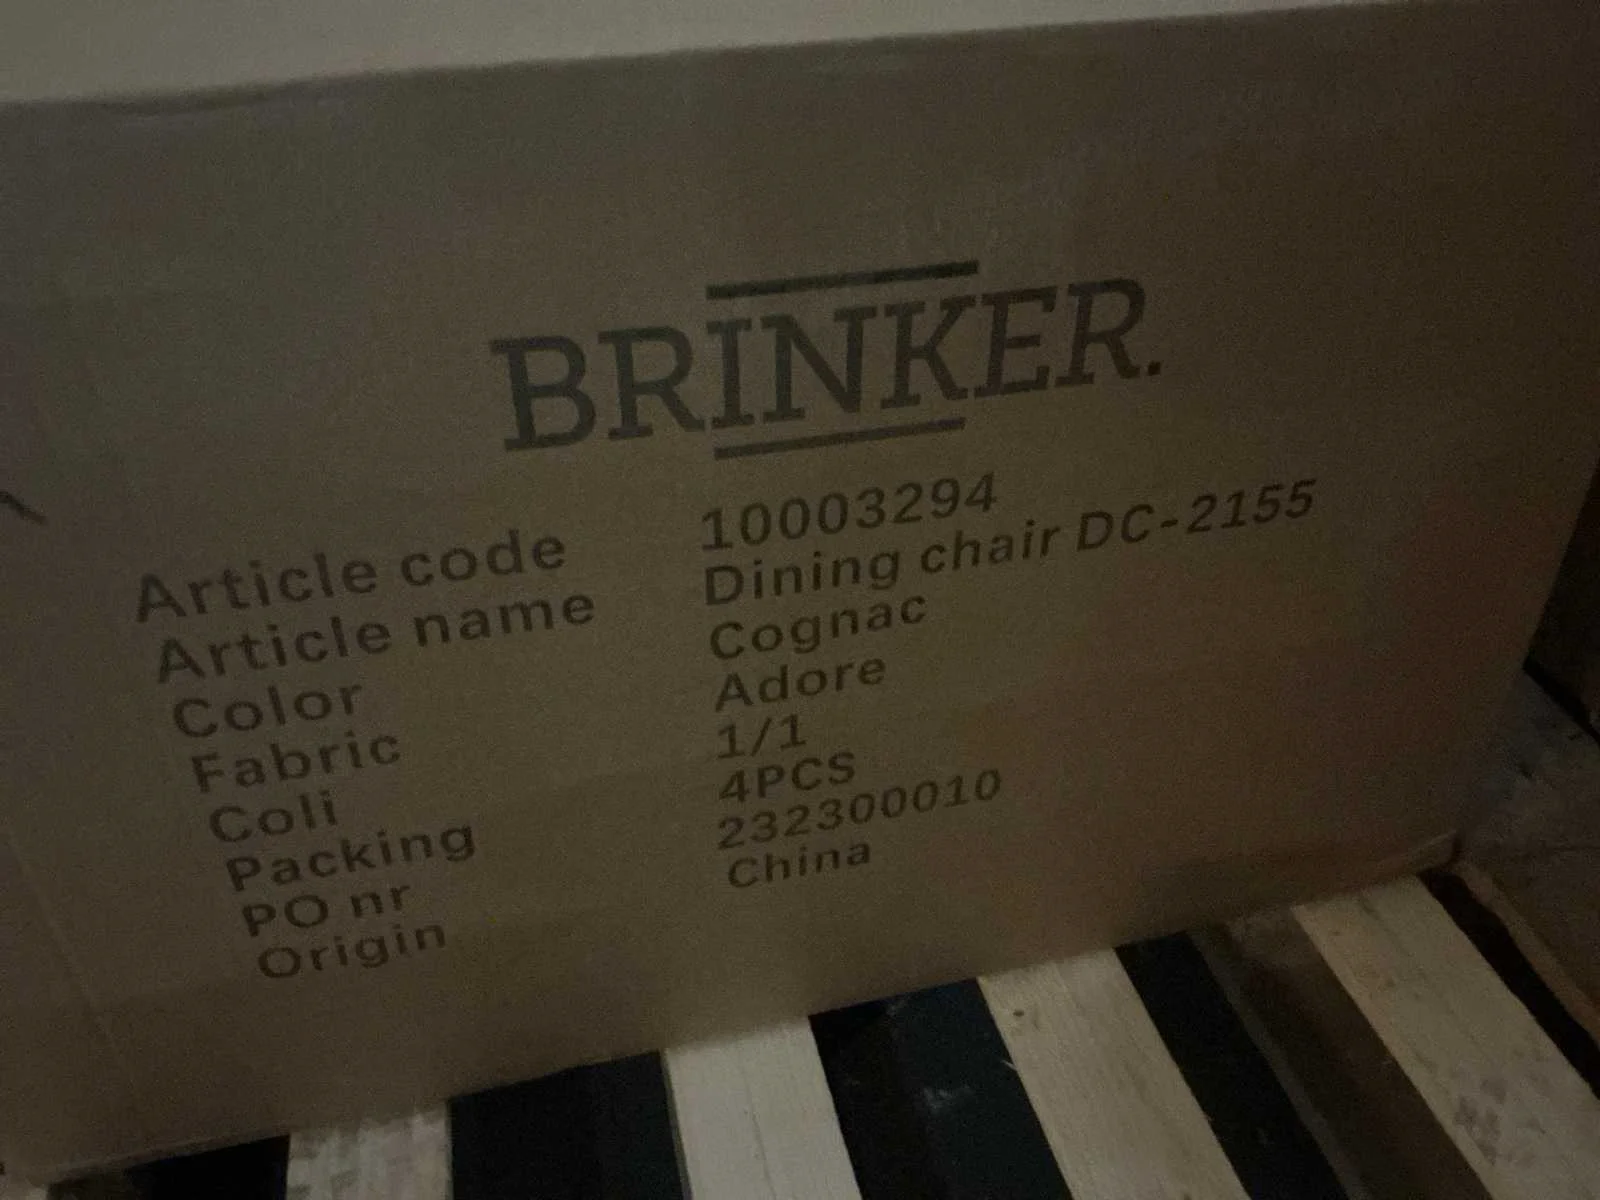 BRINKER.
Article code 10003294
Article name Dining chair DC-2155
Color Cognac
Fabric Adore
Coli 1/1
Packing 4PCS
PO nr 232300010
Origin China